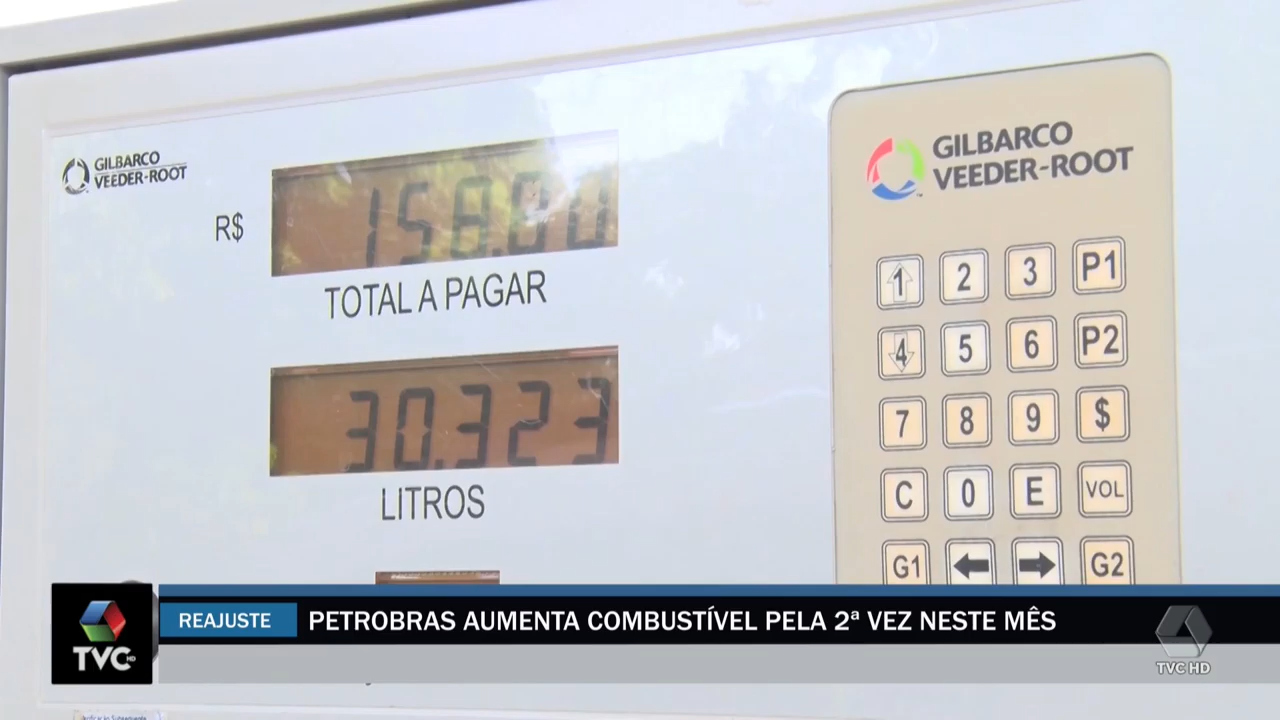 GILBARCO
VEEDER-ROOT
GILBARCO
VEEDER-ROOT
R$
TOTAL A PAGAR
30.323
LITROS
1 2 3 P1
4 5 6 P2
7 8 9 $
C 0 E VOL
G1 G2
REAJUSTE
PETROBRAS AUMENTA COMBUSTÍVEL PELA 2ª VEZ NESTE MÊS
TVC HD
TVC HD